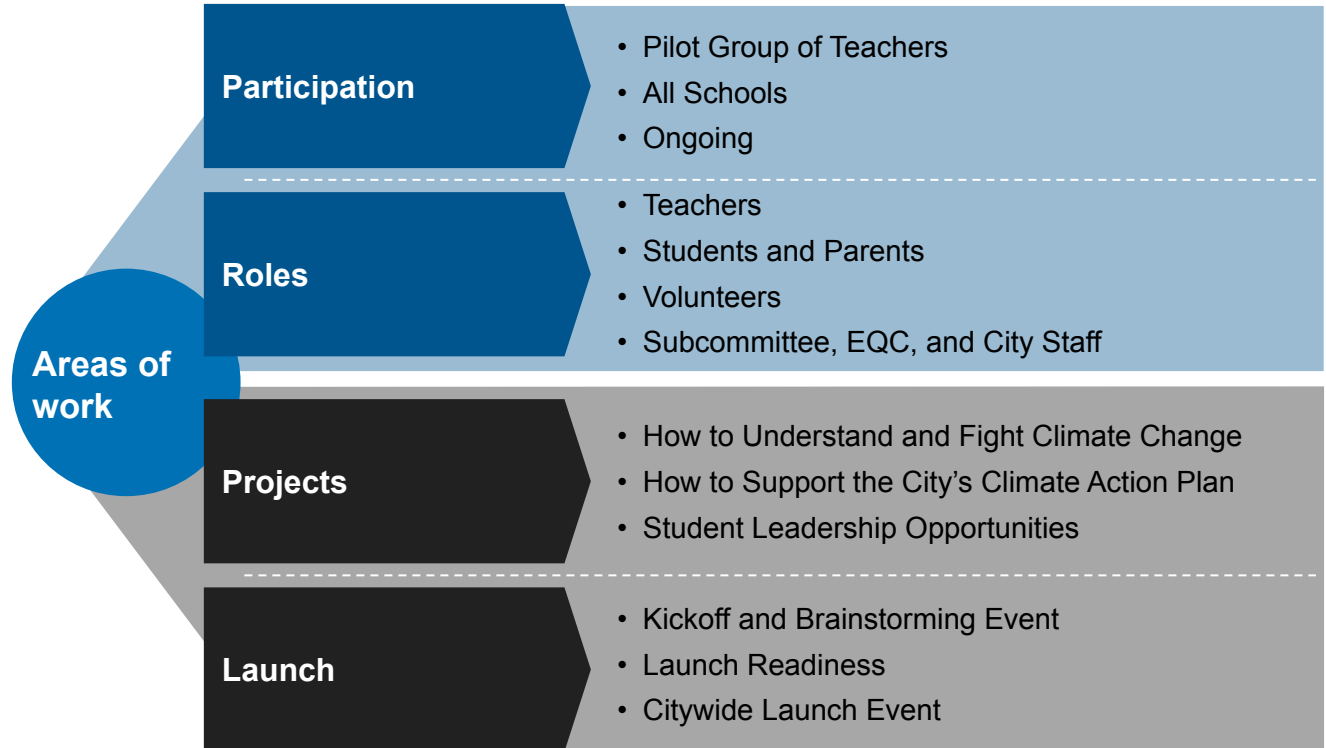 Areas of
work
Participation
• Pilot Group of Teachers
• All Schools
• Ongoing
Roles
• Teachers
• Students and Parents
• Volunteers
• Subcommittee, EQC, and City Staff
Projects
• How to Understand and Fight Climate Change
• How to Support the City’s Climate Action Plan
• Student Leadership Opportunities
Launch
• Kickoff and Brainstorming Event
• Launch Readiness
• Citywide Launch Event